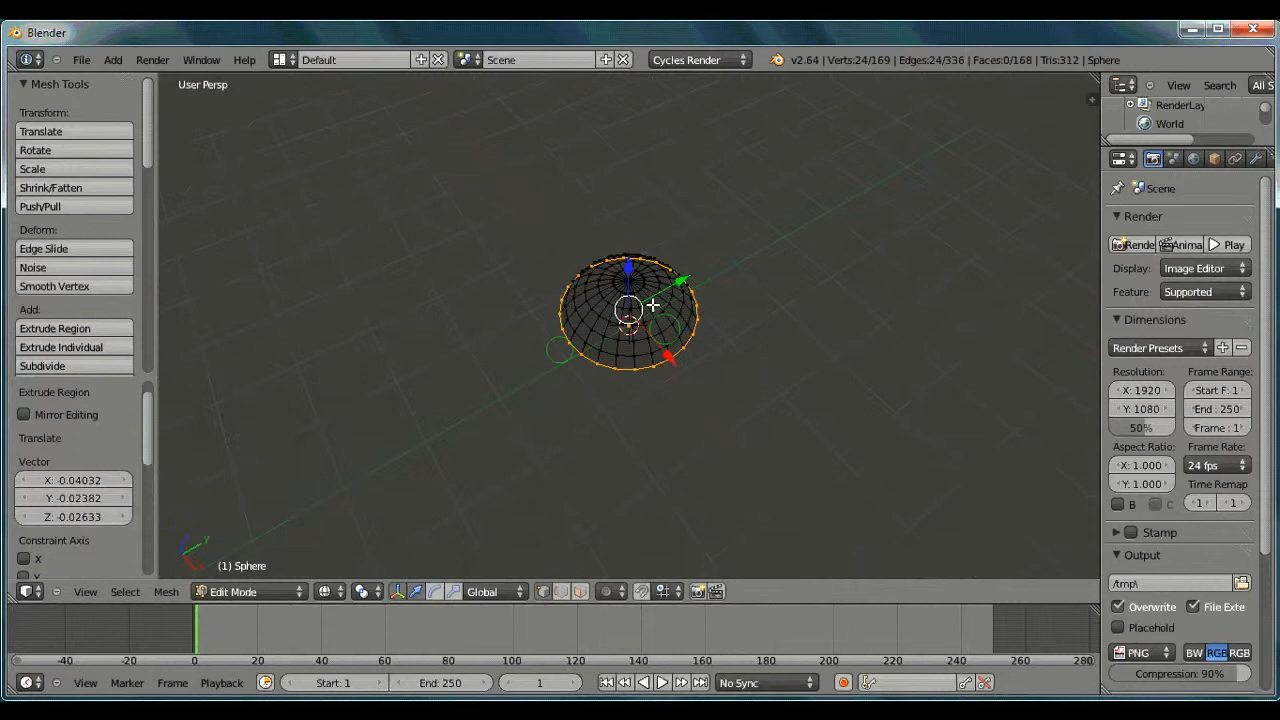 Blender
File Add Render Window Help Default Scene Cycles Render v2.64 | Verts:24/169 | Edges:24/336 | Faces:0/168 | Tris:312 | Sphere
Mesh Tools
Transform:
Translate
Rotate
Scale
Shrink/Fatten
Push/Pull
Deform:
Edge Slide
Noise
Smooth Vertex
Add:
Extrude Region
Extrude Individual
Subdivide
Extrude Region
Mirror Editing
Translate
Vector
X: -0.04032
Y: -0.02382
Z: -0.02633
Constraint Axis
X
User Persp
y
x
(1) Sphere
View Search All S
RenderLay
World
Scene
Render
Rende Anima Play
Display: Image Editor
Feature Supported
Dimensions
Render Presets
Resolution: Frame Range:
X: 1920 Start F: 1
Y: 1080 End : 250
50% Frame : 1
Aspect Ratio: Frame Rate:
X: 1.000 24 fps
Y: 1.000 Time Remap
B C 1 1
Stamp
Output
/tmp\
Overwrite File Exte
Placehold
PNG BW RGB RGB
Compression: 90%
View Select Mesh Edit Mode Global
-40 -20 0 20 40 60 80 100 120 140 160 180 200 220 240 260 280
View Marker Frame Playback Start: 1 End: 250 1 No Sync